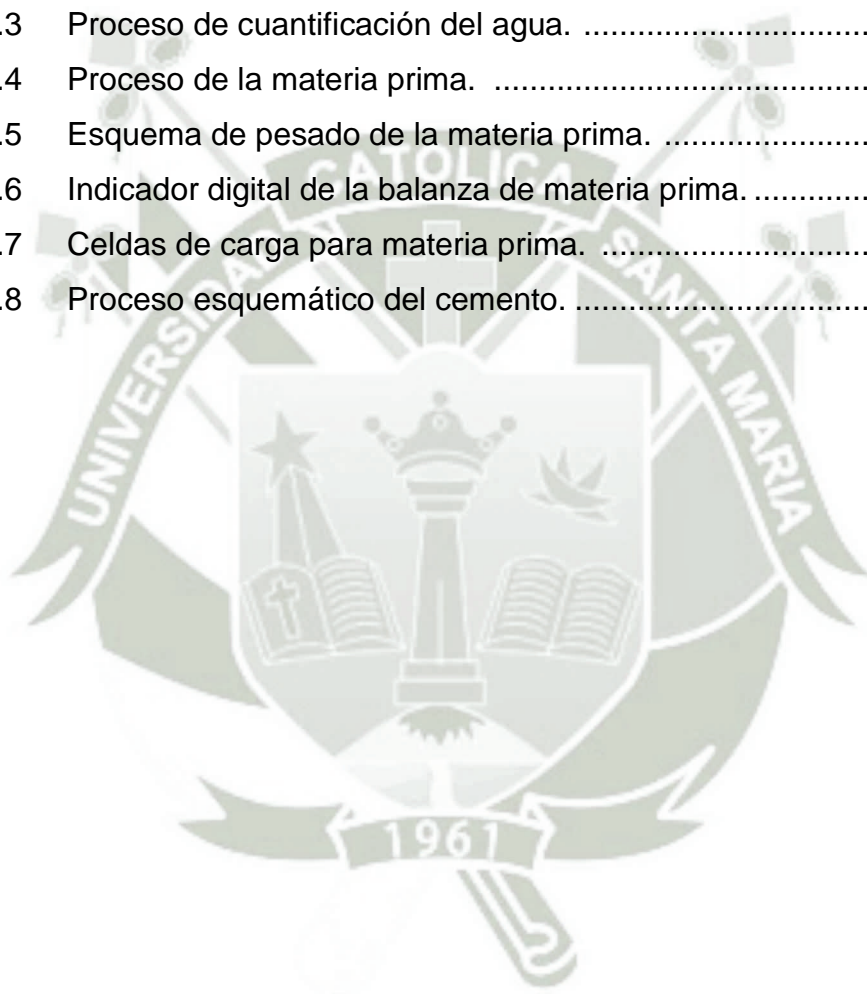 .3 Proceso de cuantificación del agua. ................................
.4 Proceso de la materia prima. ..........................................
.5 Esquema de pesado de la materia prima. .......................
.6 Indicador digital de la balanza de materia prima. .............
.7 Celdas de carga para materia prima. ..............................
.8 Proceso esquemático del cemento. .................................
UNIVERSIDAD CATOLICA SANTA MARIA
1961